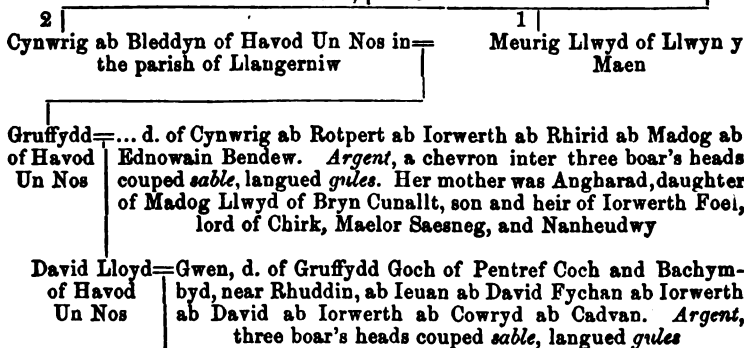 2 1
Cynwrig ab Bleddyn of Havod Un Nos in= Meurig Llwyd of Llwyn y
the parish of Llangerniw Maen
Gruffydd=... d. of Cynwrig ab Rotpert ab Iorwerth ab Rhirid ab Madog ab
of Havod Ednowain Bendew. Argent, a chevron inter three boar's heads
Un Nos couped sable, langued gules. Her mother was Angharad, daughter
of Madog Llwyd of Bryn Cunallt, son and heir of Iorwerth Foel,
lord of Chirk, Maelor Saesneg, and Nanheudwy
David Lloyd=Gwen, d. of Gruffydd Goch of Pentref Coch and Bachym-
of Havod byd, near Rhuddin, ab Ieuan ab David Fychan ab Iorwerth
Un Nos ab David ab Iorwerth ab Cowryd ab Cadvan. Argent,
three boar's heads couped sable, langued gules